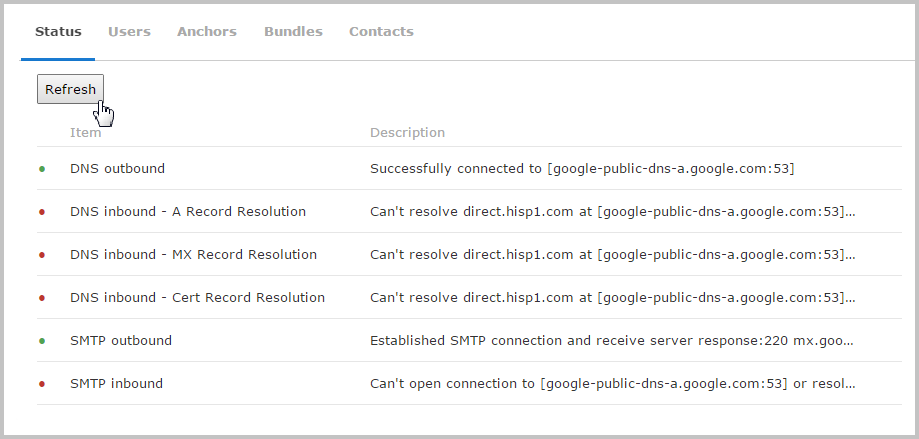 Status Users Anchors Bundles Contacts
Refresh
Item Description
DNS outbound Successfully connected to [google-public-dns-a.google.com:53]
DNS inbound - A Record Resolution Can't resolve direct.hisp1.com at [google-public-dns-a.google.com:53]...
DNS inbound - MX Record Resolution Can't resolve direct.hisp1.com at [google-public-dns-a.google.com:53]...
DNS inbound - Cert Record Resolution Can't resolve direct.hisp1.com at [google-public-dns-a.google.com:53]...
SMTP outbound Established SMTP connection and receive server response:220 mx.goo...
SMTP inbound Can't open connection to [google-public-dns-a.google.com:53] or resol...